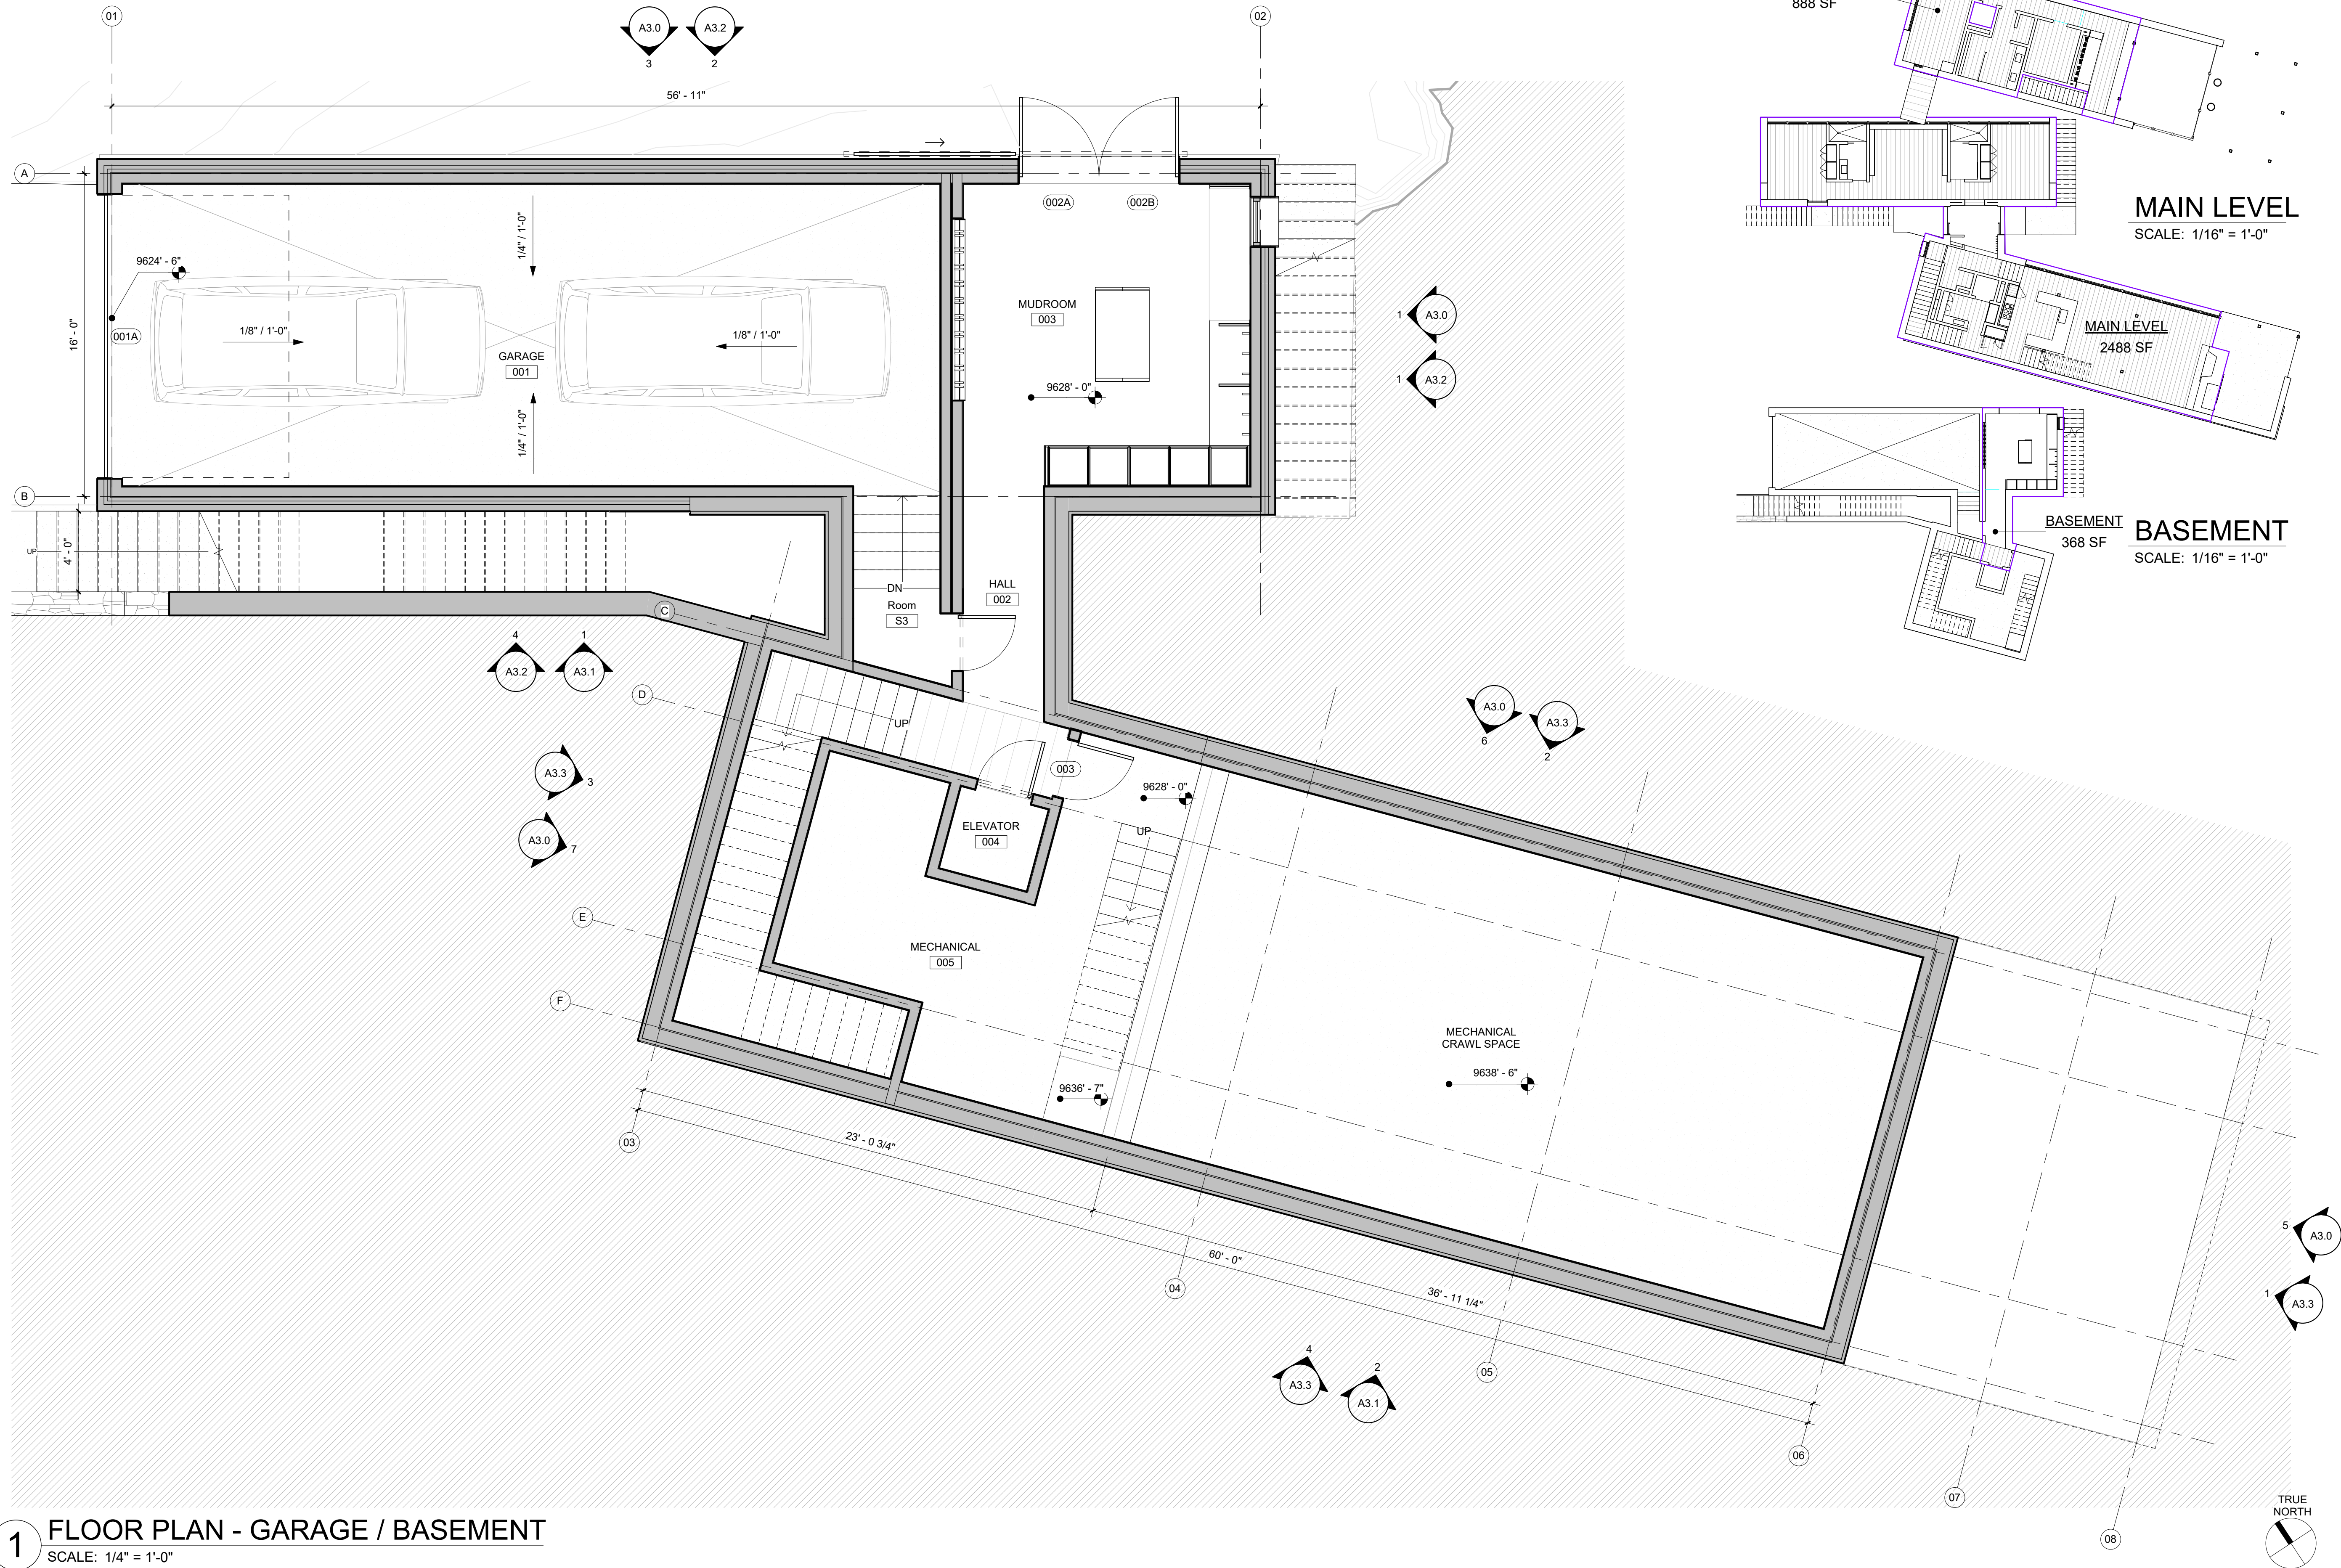 01
A3.0
3
A3.2
2
02
888 SF
56' - 11"
A
002A
002B
1/4" / 1'-0"
9624' - 6"
001A
1/8" / 1'-0"
1/8" / 1'-0"
16' - 0"
GARAGE
001
MUDROOM
003
9628' - 0"
1/4" / 1'-0"
1
A3.0
1
A3.2
MAIN LEVEL
SCALE: 1/16" = 1'-0"
MAIN LEVEL
2488 SF
BASEMENT
368 SF
BASEMENT
SCALE: 1/16" = 1'-0"
B
UP
4' - 0"
DN
Room
S3
HALL
002
C
4
A3.2
1
A3.1
D
UP
A3.0
6
A3.3
2
A3.3
3
A3.0
7
003
9628' - 0"
ELEVATOR
004
UP
E
MECHANICAL
005
F
MECHANICAL
CRAWL SPACE
9638' - 6"
9636' - 7"
03
23' - 0 3/4"
60' - 0"
36' - 11 1/4"
04
05
06
07
08
4
A3.3
2
A3.1
5
A3.0
1
A3.3
TRUE
NORTH
1
FLOOR PLAN - GARAGE / BASEMENT
SCALE: 1/4" = 1'-0"